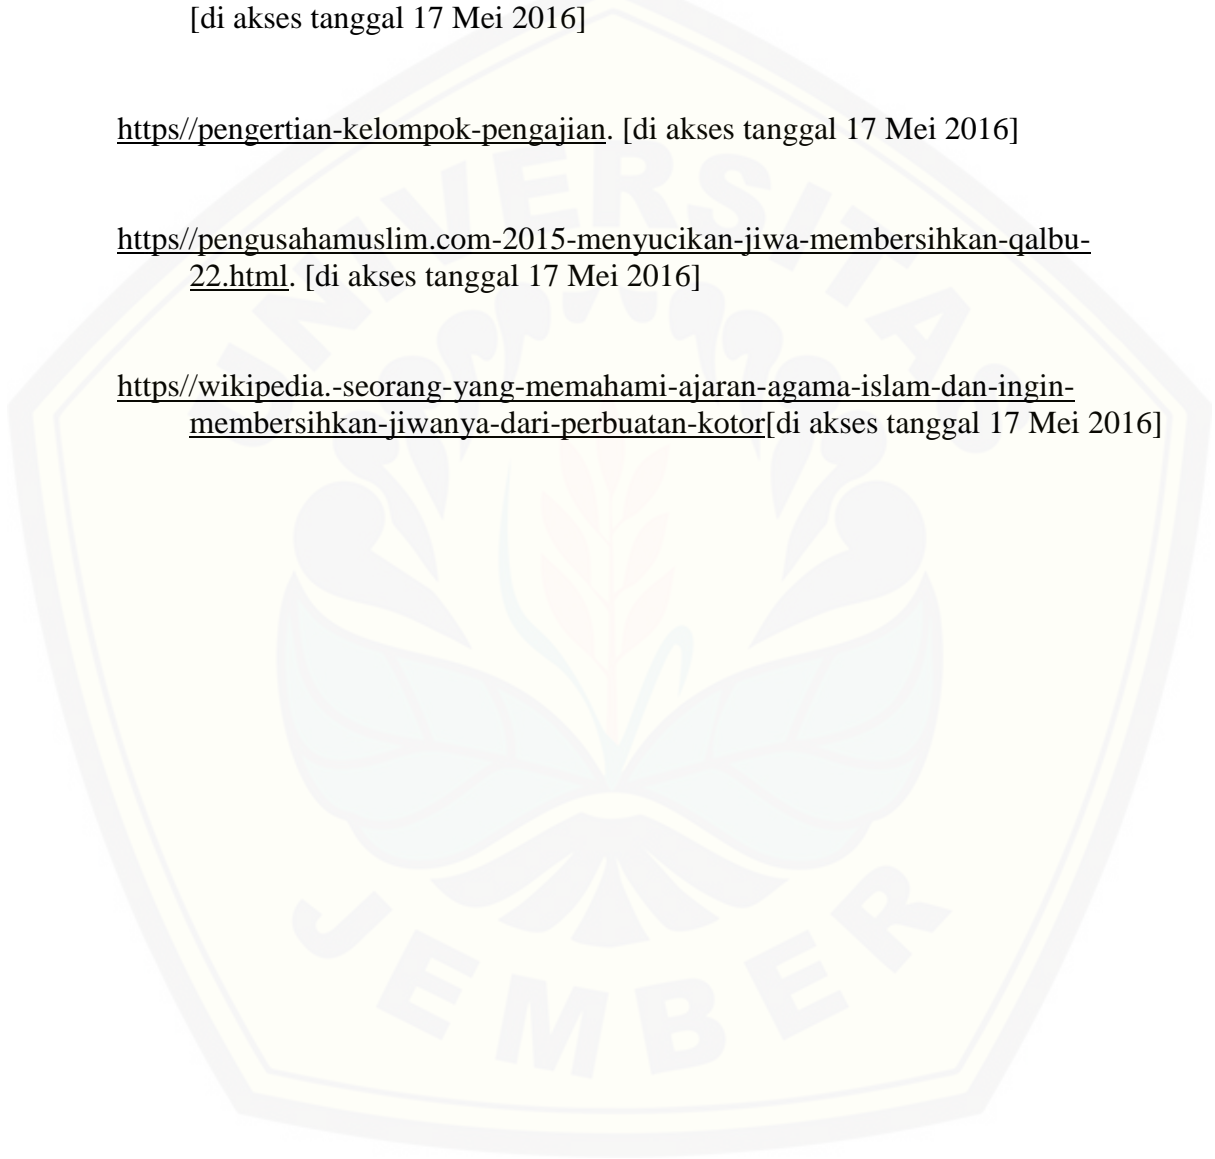 [di akses tanggal 17 Mei 2016]
https//pengertian-kelompok-pengajian. [di akses tanggal 17 Mei 2016]
https//pengusahamuslim.com-2015-menyucikan-jiwa-membersihkan-qalbu-
22.html. [di akses tanggal 17 Mei 2016]
https//wikipedia.-seorang-yang-memahami-ajaran-agama-islam-dan-ingin-
membersihkan-jiwanya-dari-perbuatan-kotor[di akses tanggal 17 Mei 2016]
UNIVERSITAS
JEMBER